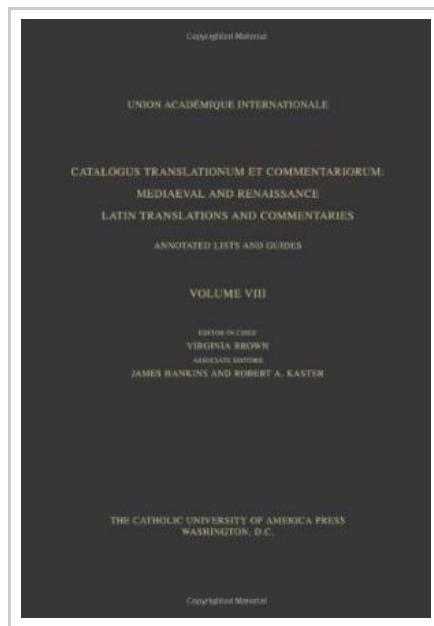 Copyrighted Material
UNION ACADÉMIQUE INTERNATIONALE
CATALOGUS TRANSLATIONUM ET COMMENTARIORUM:
MEDIAEVAL AND RENAISSANCE
LATIN TRANSLATIONS AND COMMENTARIES
ANNOTATED LISTS AND GUIDES
VOLUME VIII
EDITOR IN CHIEF
VIRGINIA BROWN
ASSOCIATE EDITORS
JAMES HANKINS AND ROBERT A. KASTER
THE CATHOLIC UNIVERSITY OF AMERICA PRESS
WASHINGTON, D.C.
Copyrighted Material